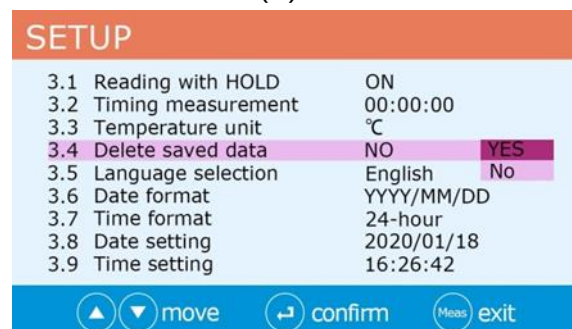 SETUP
3.1 Reading with HOLD ON
3.2 Timing measurement 00:00:00
3.3 Temperature unit ℃
3.4 Delete saved data NO YES
3.5 Language selection English No
3.6 Date format YYYY/MM/DD
3.7 Time format 24-hour
3.8 Date setting 2020/01/18
3.9 Time setting 16:26:42
move confirm Meas exit